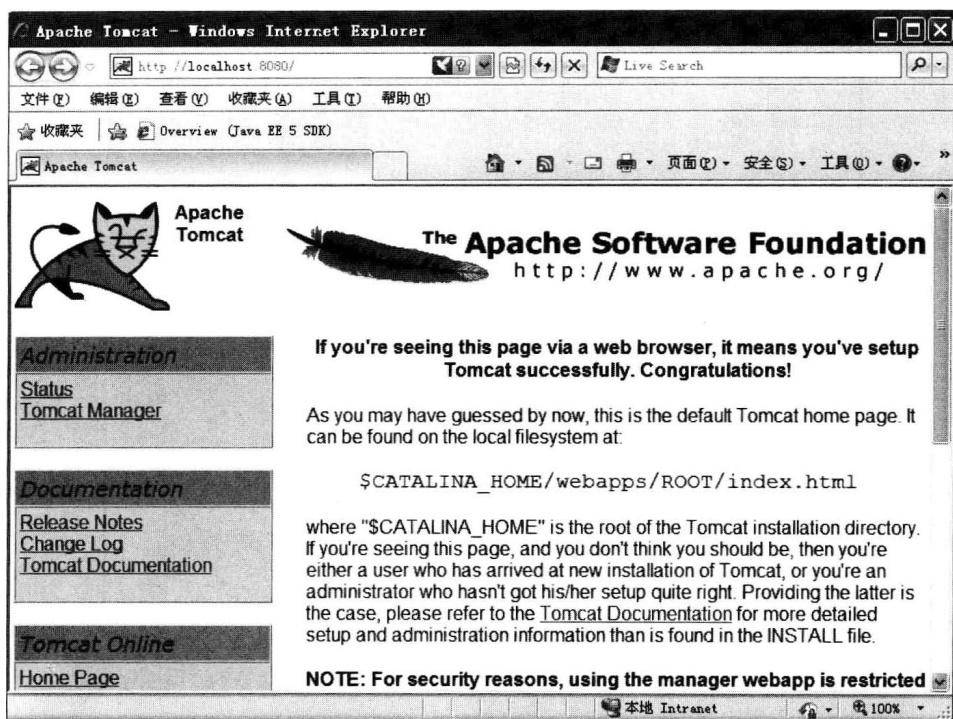 Apache Tomcat - Windows Internet Explorer
http://localhost:8080/
Live Search
文件(F) 编辑(E) 查看(V) 收藏夹(A) 工具(T) 帮助(H)
收藏夹 Overview (Java EE 5 SDK)
Apache Tomcat
页面(P) 安全(S) 工具(O)
Apache
Tomcat
The Apache Software Foundation
http://www.apache.org/
Administration
Status
Tomcat Manager
Documentation
Release Notes
Change Log
Tomcat Documentation
Tomcat Online
Home Page
If you're seeing this page via a web browser, it means you've setup
Tomcat successfully. Congratulations!
As you may have guessed by now, this is the default Tomcat home page. It
can be found on the local filesystem at:
$CATALINA_HOME/webapps/ROOT/index.html
where "$CATALINA_HOME" is the root of the Tomcat installation directory.
If you're seeing this page, and you don't think you should be, then you're
either a user who has arrived at new installation of Tomcat, or you're an
administrator who hasn't got his/her setup quite right. Providing the latter is
the case, please refer to the Tomcat Documentation for more detailed
setup and administration information than is found in the INSTALL file.
NOTE: For security reasons, using the manager webapp is restricted
本地 Intranet
100%